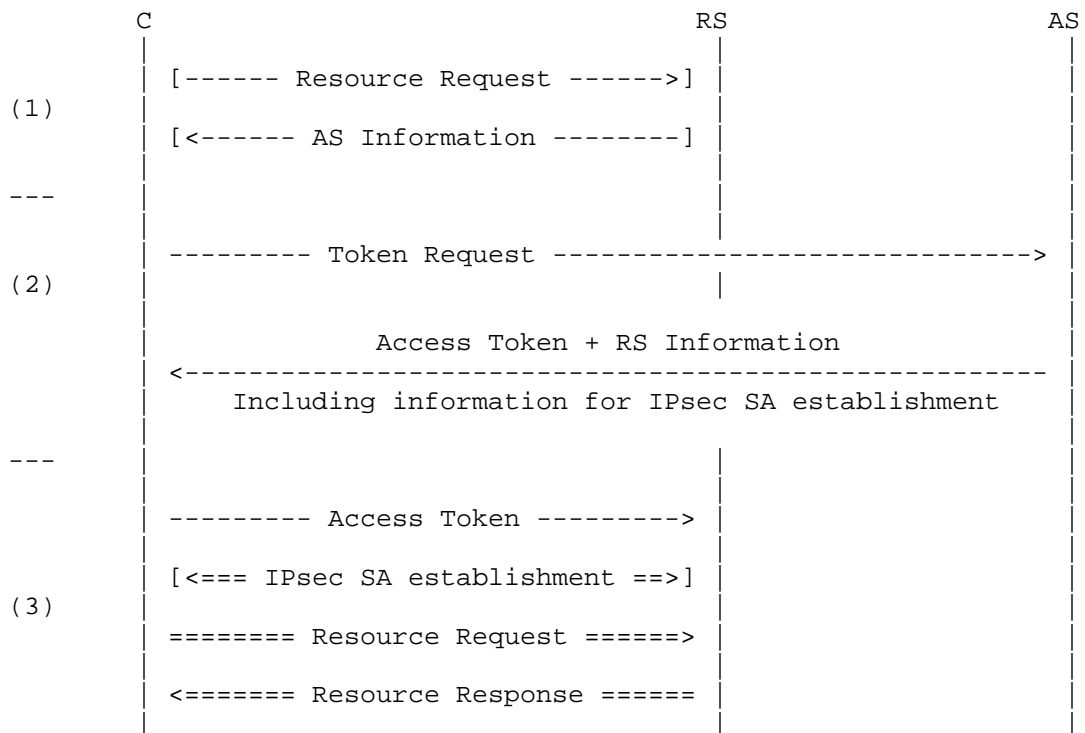 C RS AS
[------ Resource Request ------>]
(1)
[<------ AS Information --------]
---
--------- Token Request ------------------------------>
(2)
Access Token + RS Information
<------------------------------------------------------
Including information for IPsec SA establishment
---
--------- Access Token --------->
[<=== IPsec SA establishment ==>]
(3)
======== Resource Request ======>
<======= Resource Response ======